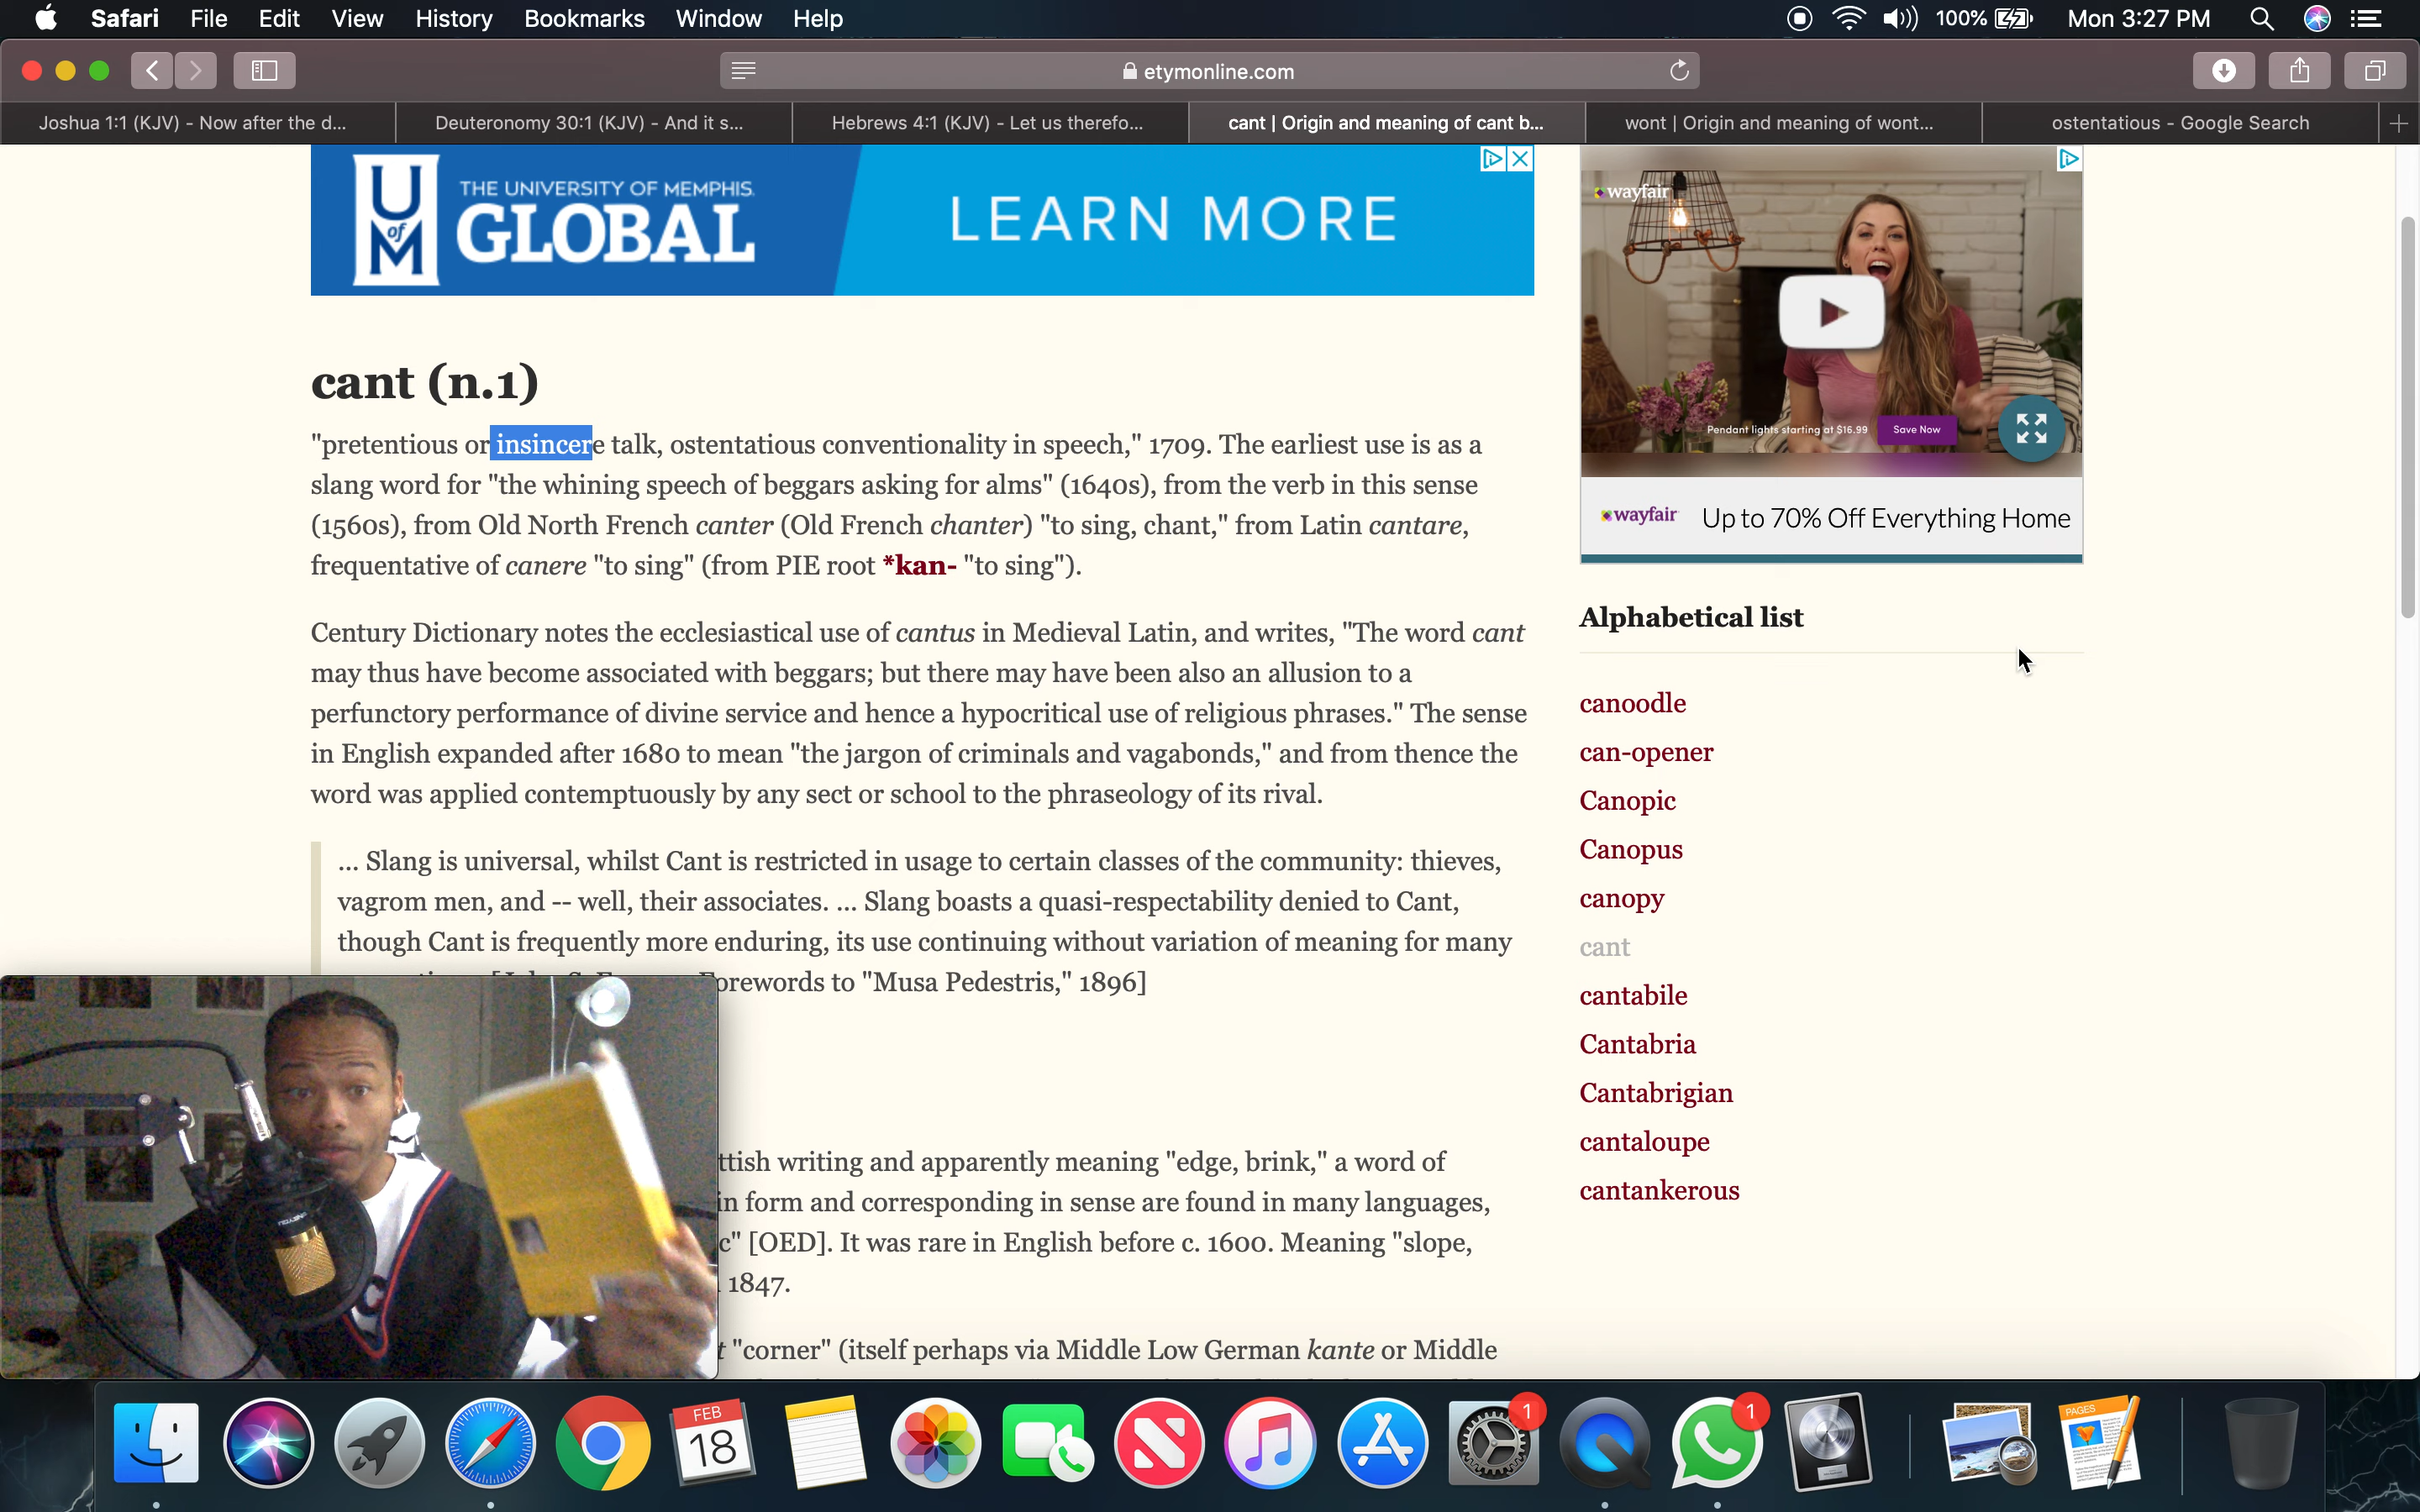 Safari File Edit View History Bookmarks Window Help 100% Mon 3:27 PM
etymonline.com
Joshua 1:1 (KJV) - Now after the d... Deuteronomy 30:1 (KJV) - And it s... Hebrews 4:1 (KJV) - Let us therefo... cant | Origin and meaning of cant b... wont | Origin and meaning of wont... ostentatious - Google Search
U of M
THE UNIVERSITY OF MEMPHIS.
GLOBAL
LEARN MORE
cant (n.1)
"pretentious or insincere talk, ostentatious conventionality in speech," 1709. The earliest use is as a
slang word for "the whining speech of beggars asking for alms" (1640s), from the verb in this sense
(1560s), from Old North French canter (Old French chanter) "to sing, chant," from Latin cantare,
frequentative of canere "to sing" (from PIE root *kan- "to sing").
Century Dictionary notes the ecclesiastical use of cantus in Medieval Latin, and writes, "The word cant
may thus have become associated with beggars; but there may have been also an allusion to a
perfunctory performance of divine service and hence a hypocritical use of religious phrases." The sense
in English expanded after 1680 to mean "the jargon of criminals and vagabonds," and from thence the
word was applied contemptuously by any sect or school to the phraseology of its rival.
... Slang is universal, whilst Cant is restricted in usage to certain classes of the community: thieves,
vagrom men, and -- well, their associates. ... Slang boasts a quasi-respectability denied to Cant,
though Cant is frequently more enduring, its use continuing without variation of meaning for many
orewords to "Musa Pedestris," 1896]
ttish writing and apparently meaning "edge, brink," a word of
in form and corresponding in sense are found in many languages,
c" [OED]. It was rare in English before c. 1600. Meaning "slope,
1847.
t "corner" (itself perhaps via Middle Low German kante or Middle
wayfair
Pendant lights starting at $16.99 Save Now
wayfair Up to 70% Off Everything Home
Alphabetical list
canoodle
can-opener
Canopic
Canopus
canopy
cant
cantabile
Cantabria
Cantabrigian
cantaloupe
cantankerous
FEB
18
1
1
PAGES